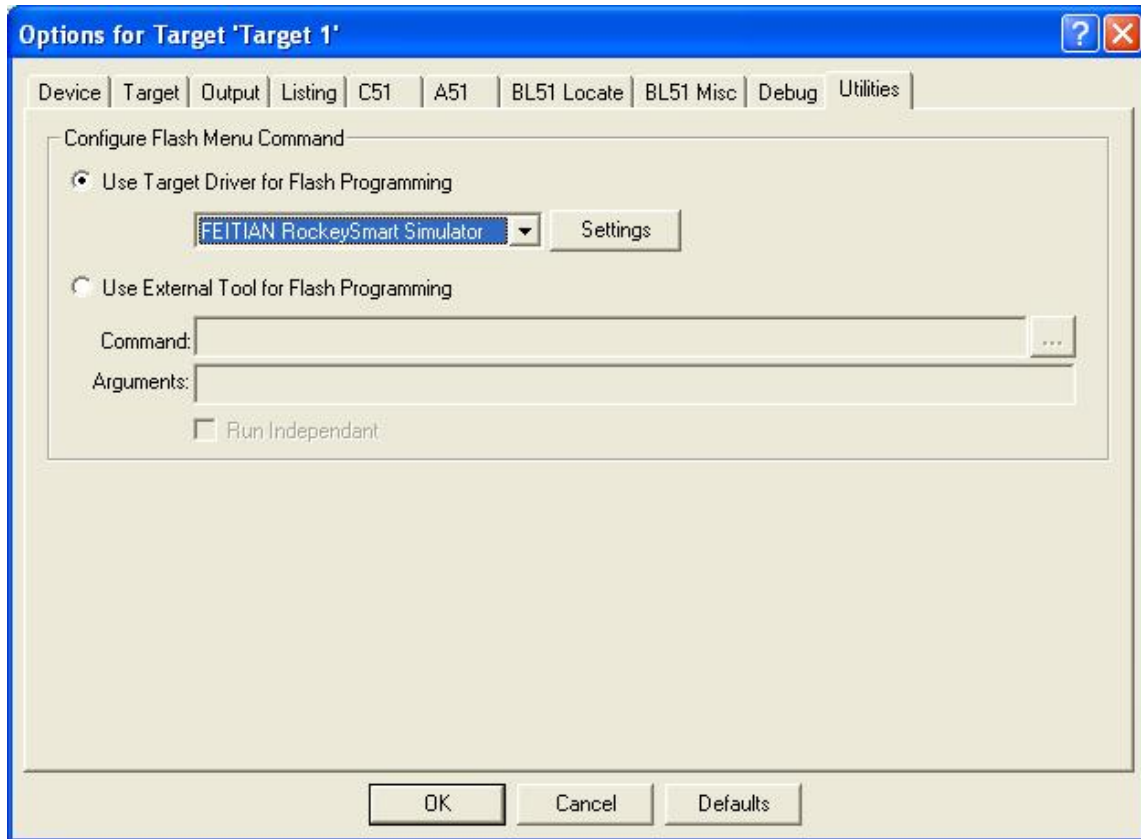 Options for Target 'Target 1'
Device Target Output Listing C51 A51 BL51 Locate BL51 Misc Debug Utilities
Configure Flash Menu Command
Use Target Driver for Flash Programming
FEITIAN RockeySmart Simulator Settings
Use External Tool for Flash Programming
Command: ...
Arguments:
Run Independant
OK Cancel Defaults